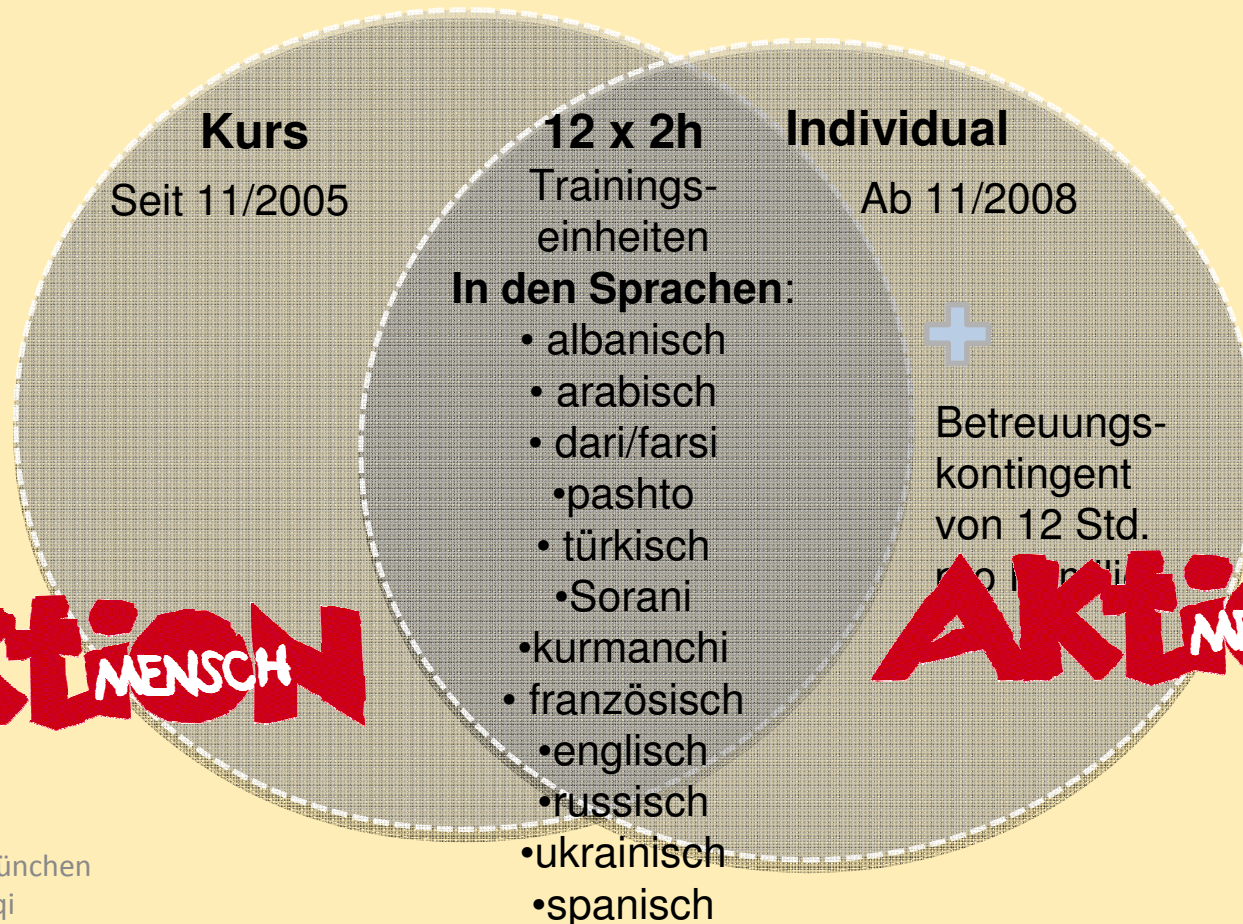 Kurs
Seit 11/2005
12 x 2h
Trainings-
einheiten
In den Sprachen:
• albanisch
• arabisch
• dari/farsi
•pashto
• türkisch
•Sorani
•kurmanchi
• französisch
•englisch
•russisch
•ukrainisch
•spanisch
Individual
Ab 11/2008
Betreuungs-
kontingent
von 12 Std.
MENSCH